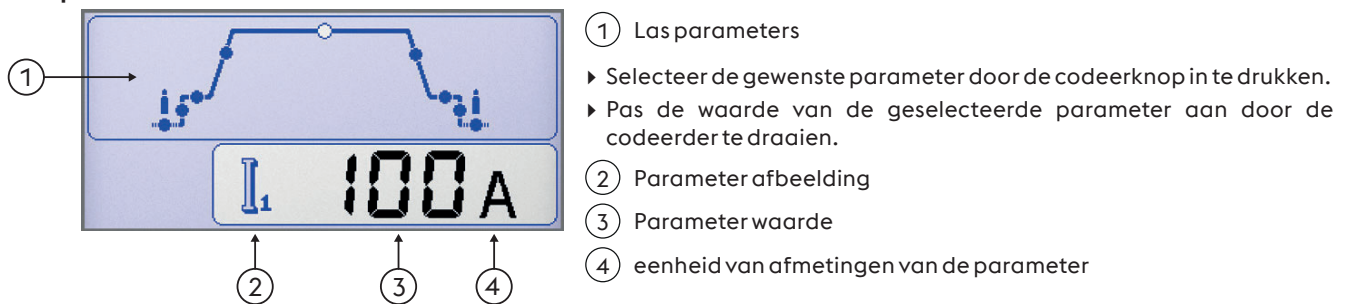 1 Las parameters
1
▸ Selecteer de gewenste parameter door de codeerknop in te drukken.
▸ Pas de waarde van de geselecteerde parameter aan door de
codeerder te draaien.
I1 100 A
2 Parameter afbeelding
3 Parameter waarde
4 eenheid van afmetingen van de parameter
2 3 4